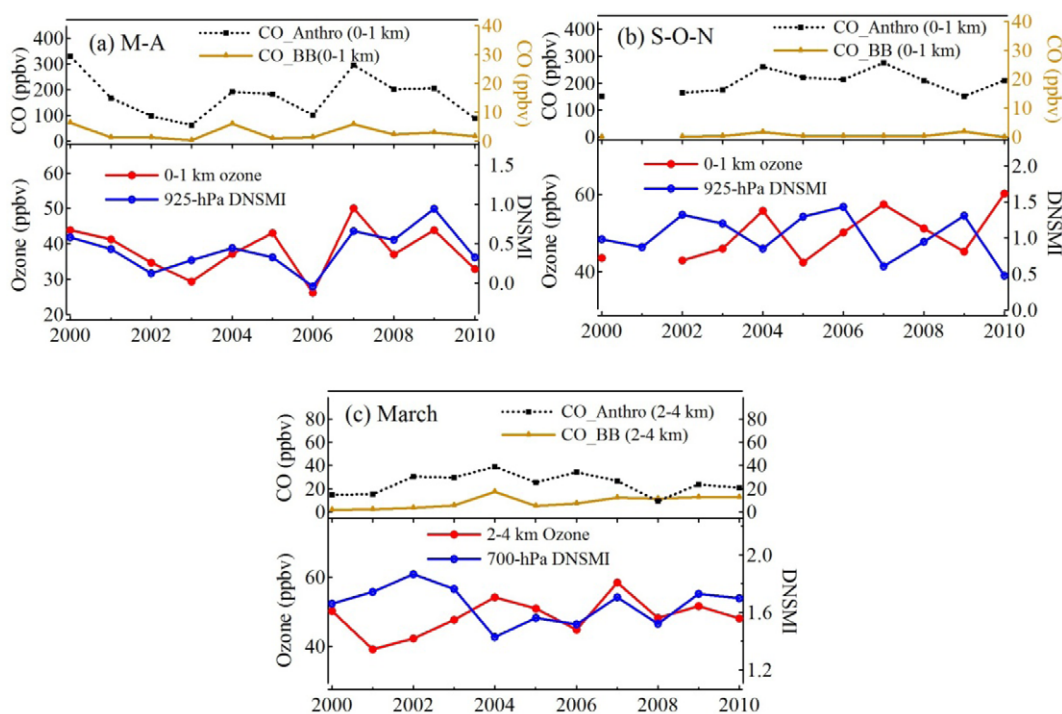 (a) M-A
CO_Anthro (0-1 km)
CO_BB(0-1 km)
CO (ppbv)
400
300
200
100
0
CO (ppbv)
40
30
20
10
0
0-1 km ozone
925-hPa DNSMI
Ozone (ppbv)
60
50
40
30
20
DNSMI
1.5
1.0
0.5
0.0
2000 2002 2004 2006 2008 2010
(b) S-O-N
CO_Anthro (0-1 km)
CO_BB (0-1 km)
CO (ppbv)
400
300
200
100
0
CO (ppbv)
40
30
20
10
0
0-1 km ozone
925-hPa DNSMI
Ozone (ppbv)
60
40
DNSMI
2.0
1.5
1.0
0.5
0.0
2000 2002 2004 2006 2008 2010
(c) March
CO_Anthro (2-4 km)
CO_BB (2-4 km)
CO (ppbv)
80
60
40
20
0
80
60
40
20
0
2-4 km Ozone
700-hPa DNSMI
Ozone (ppbv)
60
40
DNSMI
2.0
1.6
1.2
2000 2002 2004 2006 2008 2010